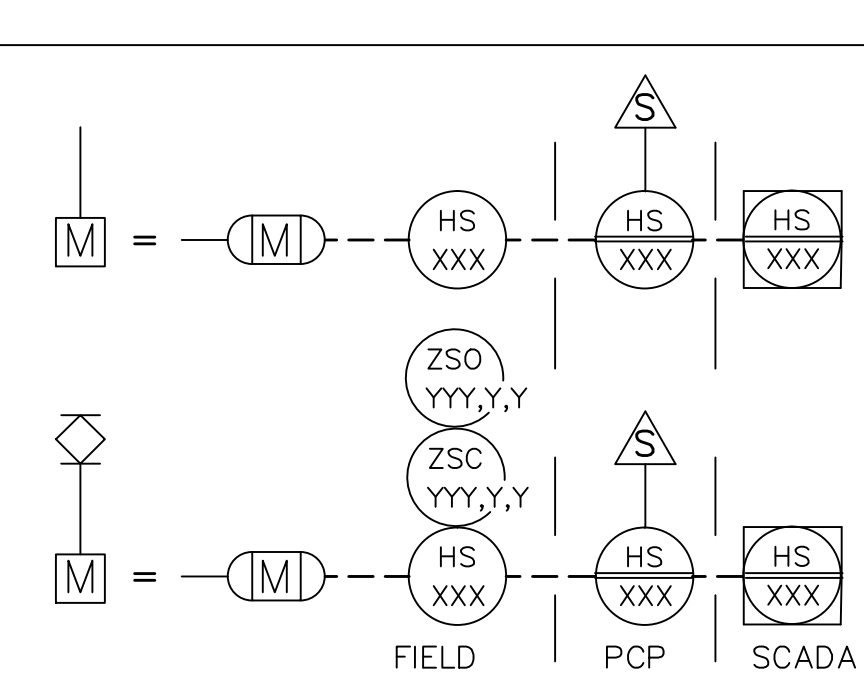 S
M = M HS HS HS
XXX XXX XXX
ZSO
YYY,Y,Y
ZSC
YYY,Y,Y
S
M = M HS HS HS
XXX XXX XXX
FIELD PCP SCADA